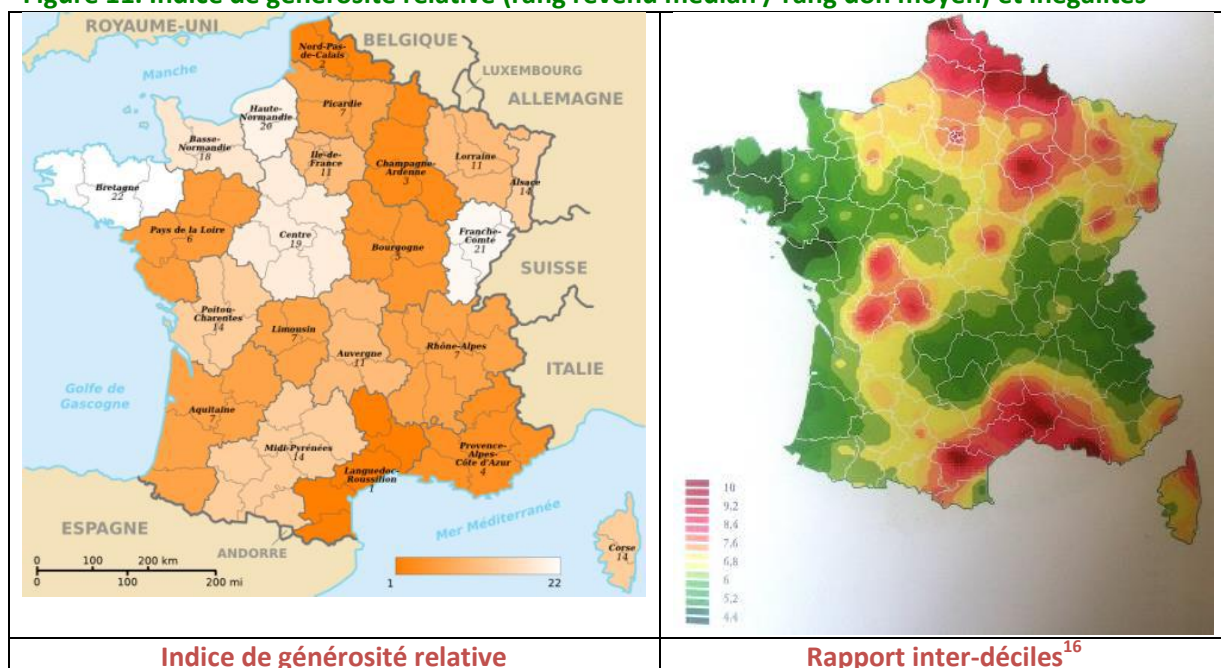 Figure 11. Indice de générosité relative (rang revenu médian / rang don moyen) et inégalités
ROYAUME-UNI
BELGIQUE
LUXEMBOURG
ALLEMAGNE
Manche
Nord-Pas-
de-Calais
2
Picardie
7
Haute-
Normandie
20
Basse-
Normandie
18
Ile-de-
France
11
Champagne-
Ardenne
3
Lorraine
11
Alsace
14
Bretagne
22
Pays de la Loire
6
Centre
19
Bourgogne
5
Franche-
Comté
21
SUISSE
Poitou-
Charentes
14
Limousin
7
Auvergne
11
Rhône-Alpes
7
ITALIE
Golfe de
Gascogne
Aquitaine
7
Midi-Pyrénées
14
Languedoc-
Roussillon
1
Provence-
Alpes-
Côte d'Azur
4
ESPAGNE
ANDORRE
Mer Méditerranée
Corse
14
0 100 200 km
0 100 200 mi
1 22
10
9,2
8,4
7,6
6,8
6
5,2
4,4
Indice de générosité relative
Rapport inter-déciles16